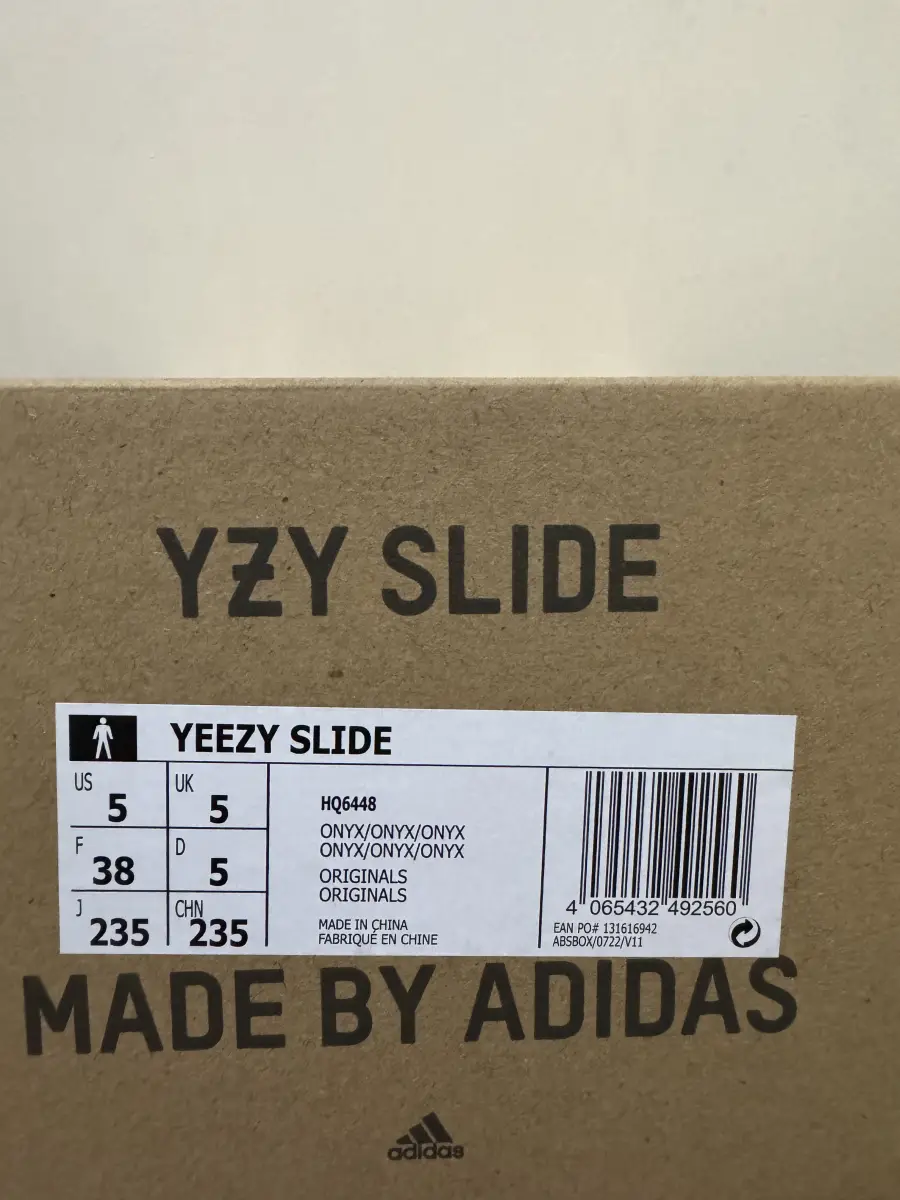 YZY SLIDE
YEEZY SLIDE
US 5 UK 5
F 38 D 5
J 235 CHN 235
HQ6448
ONYX/ONYX/ONYX
ONYX/ONYX/ONYX
ORIGINALS
ORIGINALS
MADE IN CHINA
FABRIQUÉ EN CHINE
4 065432 492560
EAN PO# 131616942
ABSBOX/0722/V11
MADE BY ADIDAS
adidas